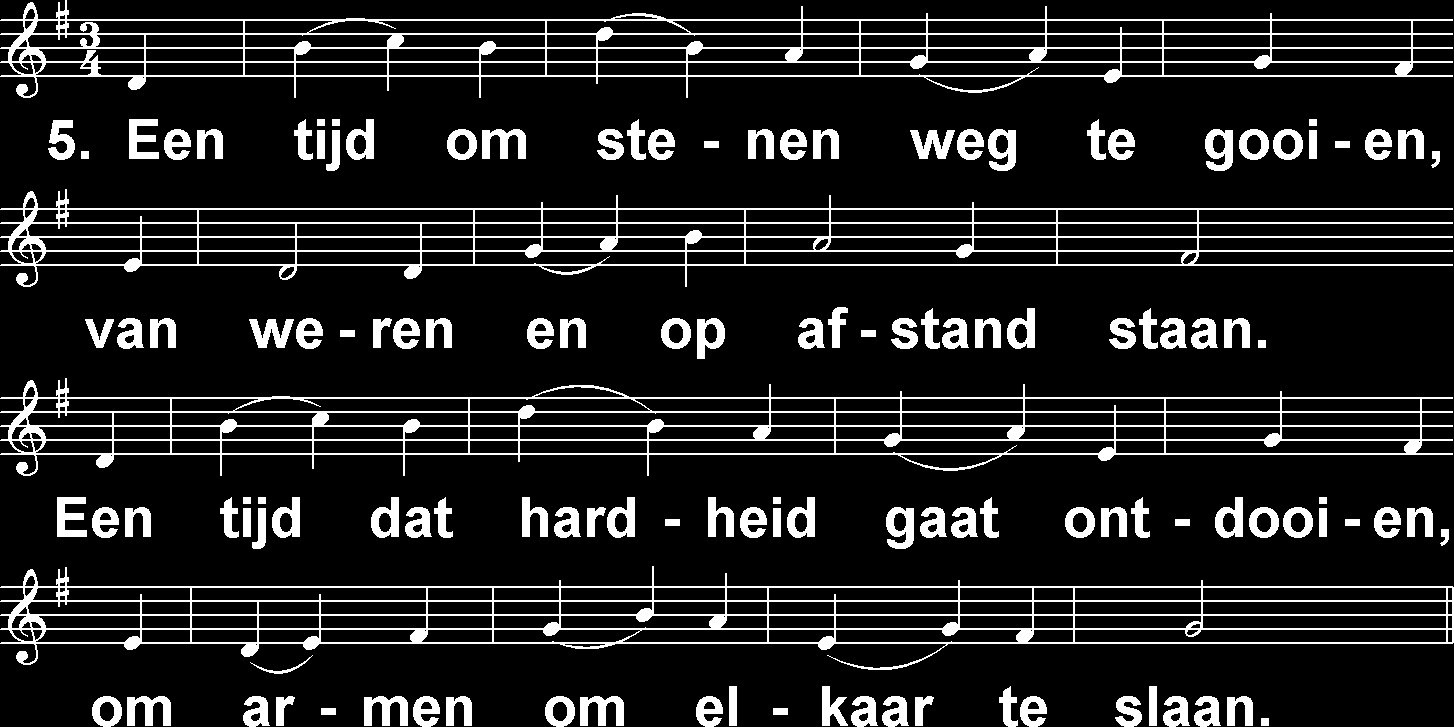 5. Een tijd om ste - nen weg te gooi - en,
van we - ren en op af - stand staan.
Een tijd dat hard - heid gaat ont - dooi - en,
om ar - men om el - kaar te slaan.